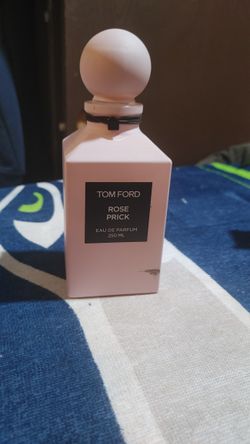 TOM FORD
ROSE
PRICK
EAU DE PARFUM
250 ML